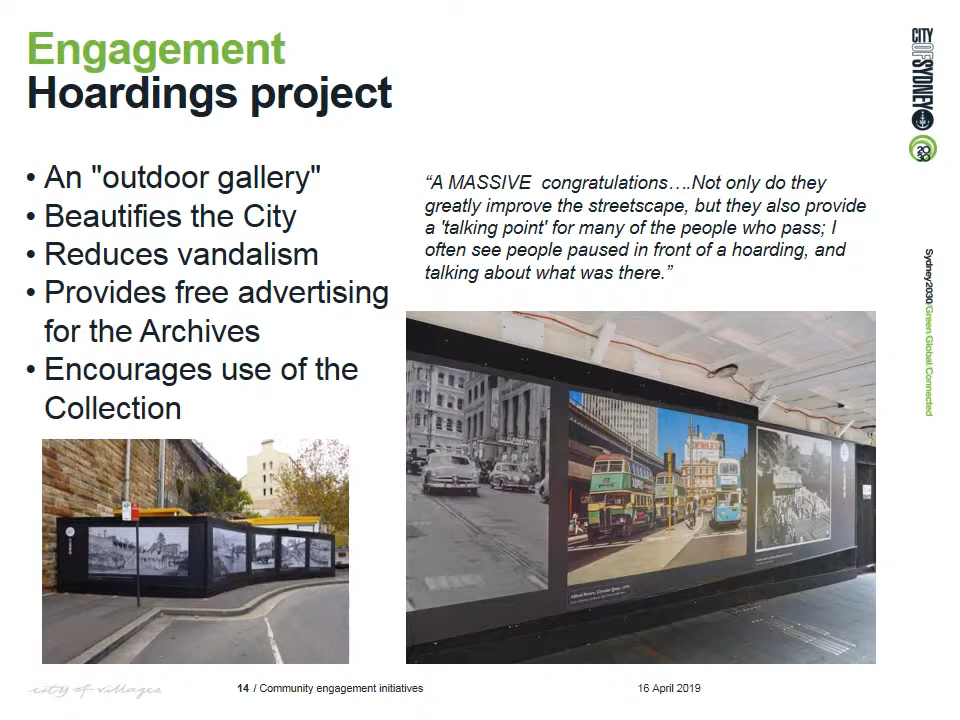 Engagement
Hoardings project
• An "outdoor gallery"
• Beautifies the City
• Reduces vandalism
• Provides free advertising
for the Archives
• Encourages use of the
Collection
“A MASSIVE congratulations….Not only do they
greatly improve the streetscape, but they also provide
a 'talking point' for many of the people who pass; I
often see people paused in front of a hoarding, and
talking about what was there.”
CITY OF SYDNEY
2030
Sydney2030/Green/Global/Connected
DEWAR'S
city of villages
14 / Community engagement initiatives
16 April 2019